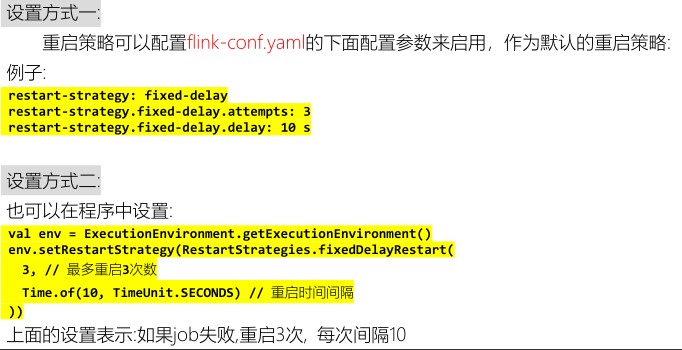 设置方式一:
重启策略可以配置flink-conf.yaml的下面配置参数来启用，作为默认的重启策略:
例子:
restart-strategy: fixed-delay
restart-strategy.fixed-delay.attempts: 3
restart-strategy.fixed-delay.delay: 10 s
设置方式二:
也可以在程序中设置:
val env = ExecutionEnvironment.getExecutionEnvironment()
env.setRestartStrategy(RestartStrategies.fixedDelayRestart(
3, // 最多重启3次数
Time.of(10, TimeUnit.SECONDS) // 重启时间间隔
))
上面的设置表示:如果job失败,重启3次, 每次间隔10